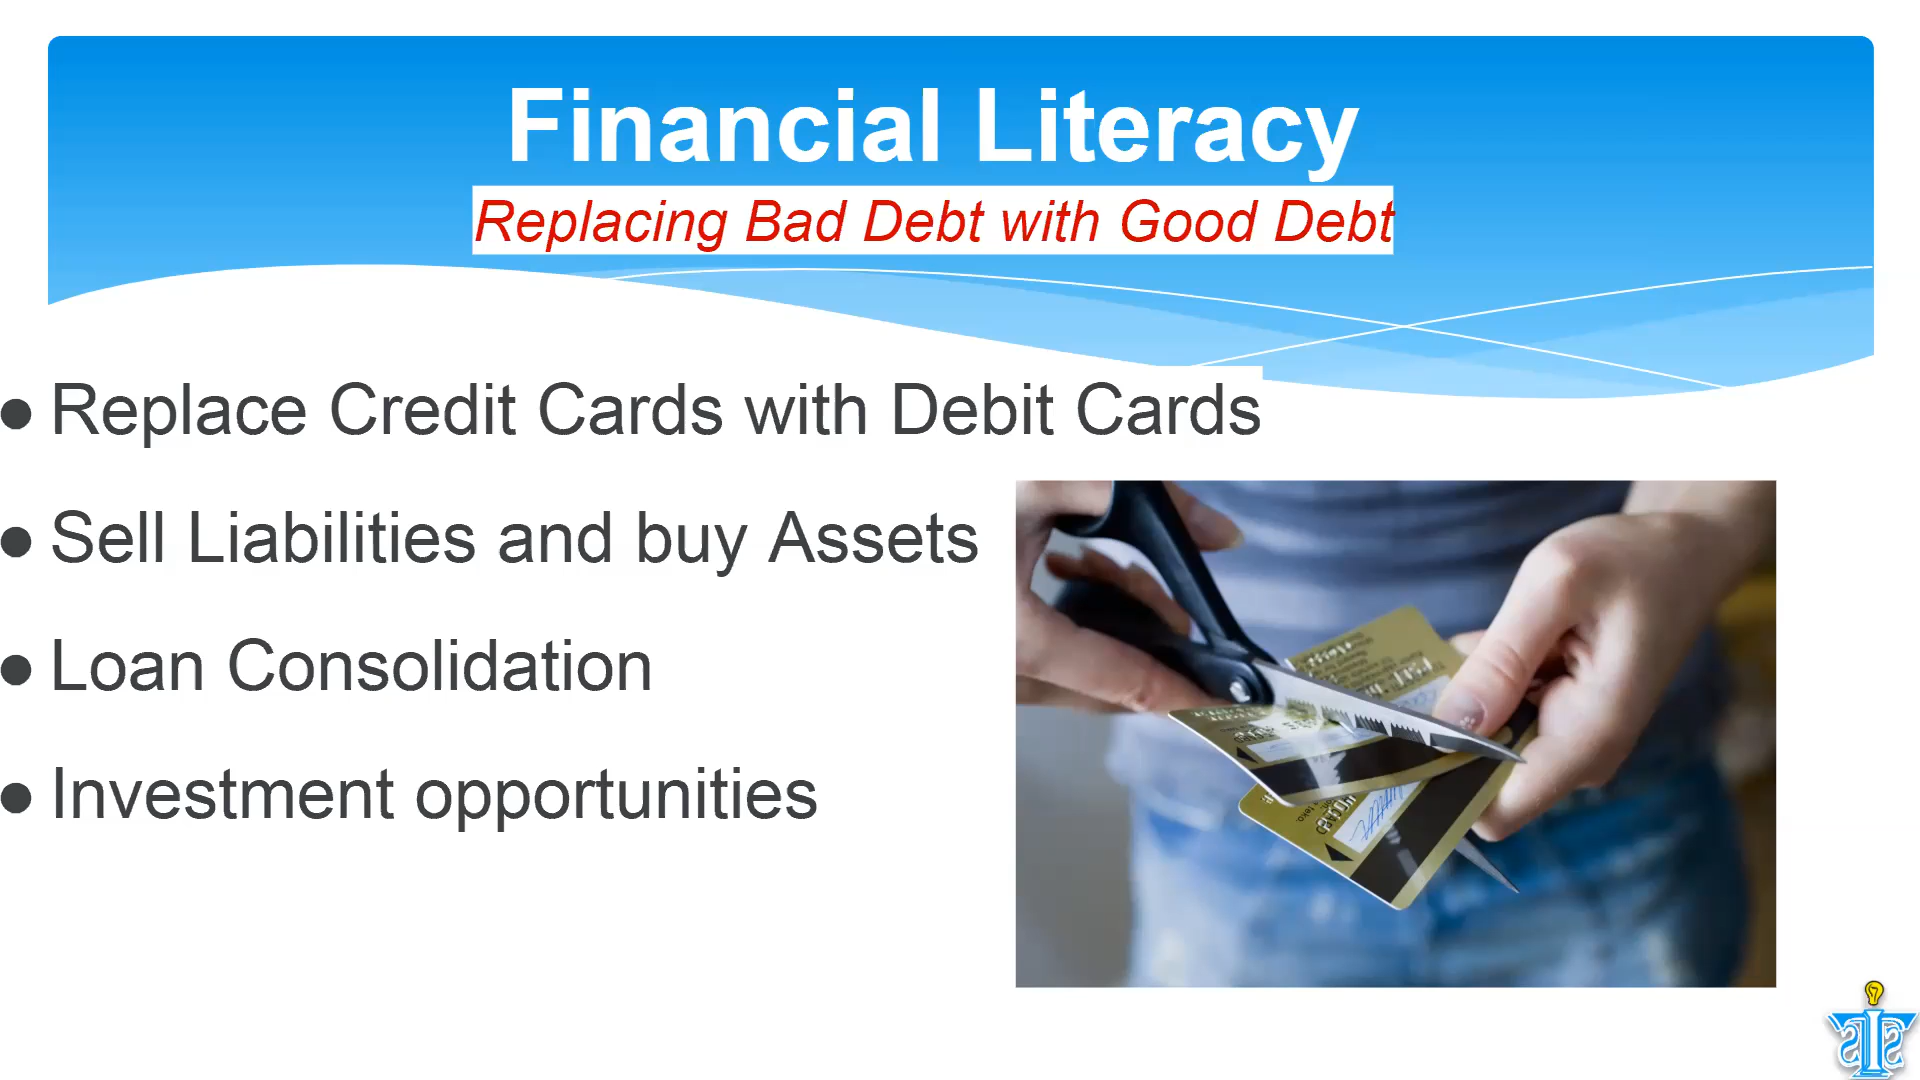 Financial Literacy
Replacing Bad Debt with Good Debt
● Replace Credit Cards with Debit Cards
● Sell Liabilities and buy Assets
● Loan Consolidation
● Investment opportunities